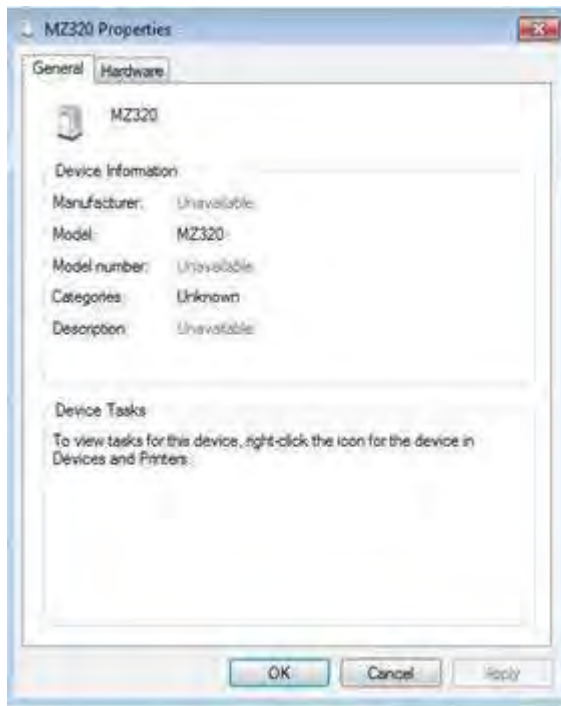 MZ320 Properties
General Hardware
MZ320
Device Information
Manufacturer: Unavailable
Model: MZ320
Model number: Unavailable
Categories: Unknown
Description: Unavailable
Device Tasks
To view tasks for this device, right-click the icon for the device in
Devices and Printers
OK Cancel Apply